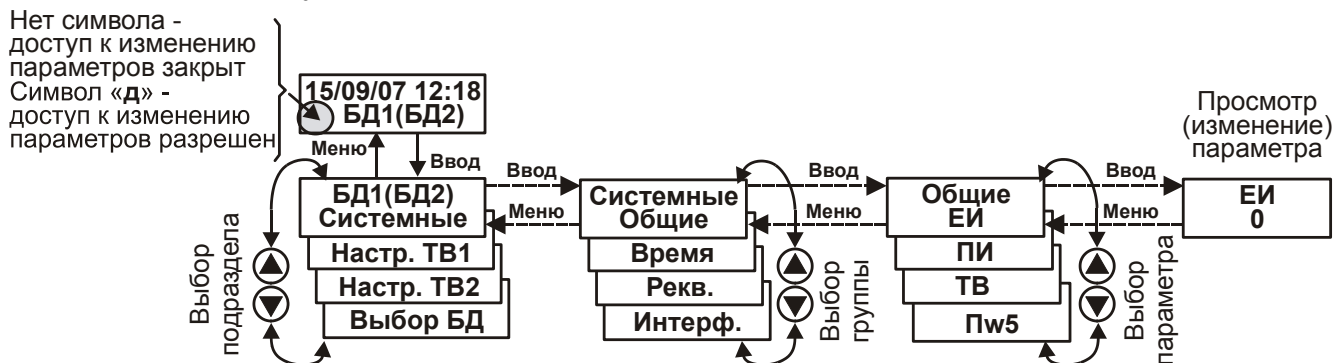 Нет символа -
доступ к изменению
параметров закрыт
Символ «д» -
доступ к изменению
параметров разрешен
15/09/07 12:18
БД1(БД2)
Меню
Ввод
БД1(БД2)
Системные
Настр. ТВ1
Настр. ТВ2
Выбор БД
Выбор
подраздела
Ввод
Меню
Системные
Общие
Время
Рекв.
Интерф.
Выбор
группы
Ввод
Меню
Общие
ЕИ
ПИ
ТВ
Пw5
Выбор
параметра
Ввод
Меню
Просмотр
(изменение)
параметра
ЕИ
0